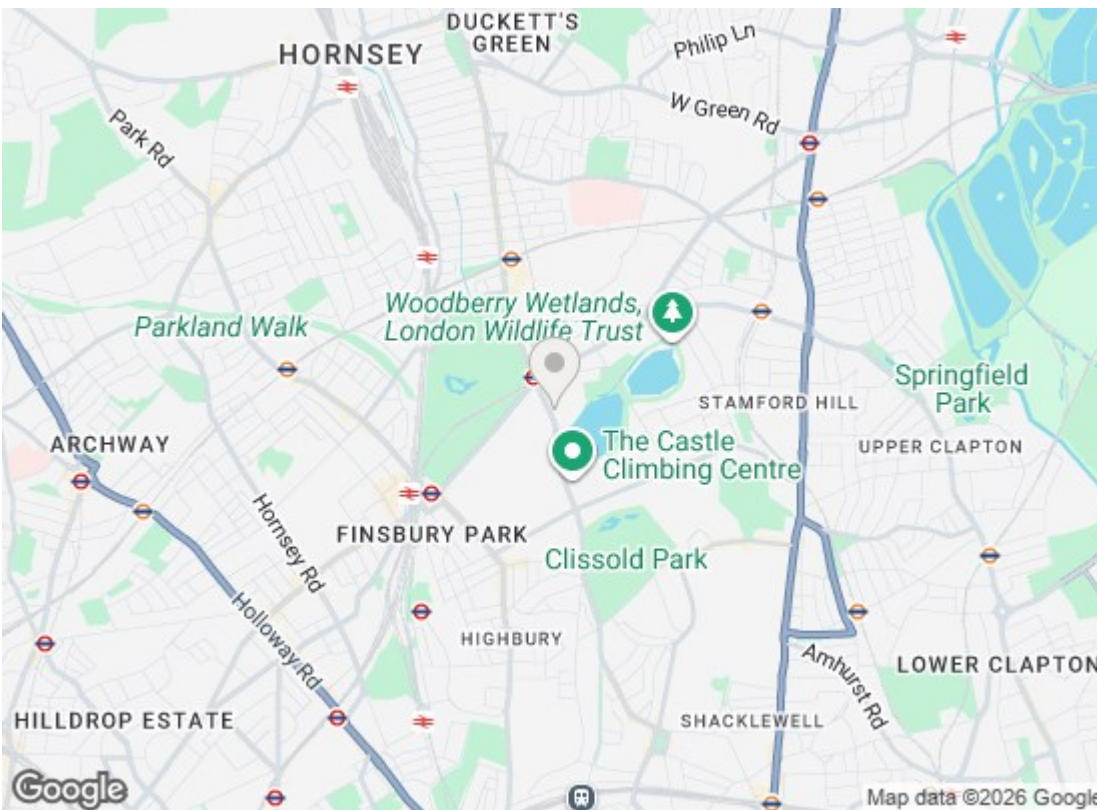 DUCKETT'S
GREEN
HORNSEY
Philip Ln
W Green Rd
Park Rd
Woodberry Wetlands,
London Wildlife Trust
Parkland Walk
Springfield
Park
STAMFORD HILL
ARCHWAY
The Castle
Climbing Centre
UPPER CLAPTON
FINSBURY PARK
Hornsey Rd
Clissold Park
Holloway Rd
HIGHBURY
Amhurst Rd
LOWER CLAPTON
HILLDROP ESTATE
SHACKLEWELL
Google
Map data ©2026 Google